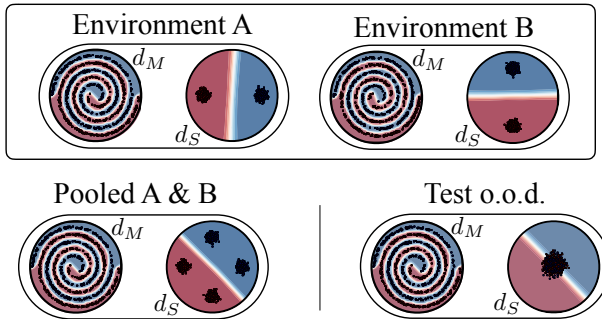 Environment A
Environment B
d_M
d_M
d_S
d_S
Pooled A & B
Test o.o.d.
d_M
d_M
d_S
d_S